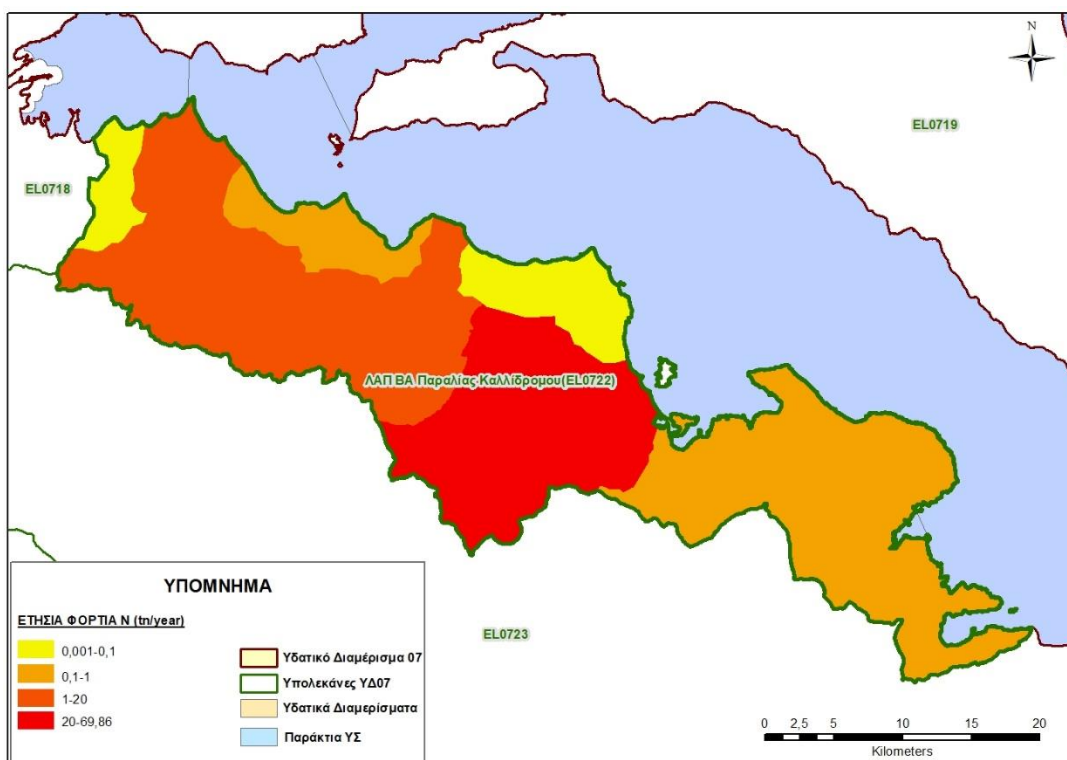 N
EL0719
EL0718
ΛΑΠ ΒΑ Παραλίας Καλλίδρομου(EL0722)
EL0723
ΥΠΟΜΝΗΜΑ
ΕΤΗΣΙΑ ΦΟΡΤΙΑ Ν (tn/year)
0,001-0,1
0,1-1
1-20
20-69,86
Υδατικό Διαμέρισμα 07
Υπολεκάνες ΥΔ07
Υδατικά Διαμερίσματα
Παράκτια ΥΣ
0 2,5 5 10 15 20
Kilometers